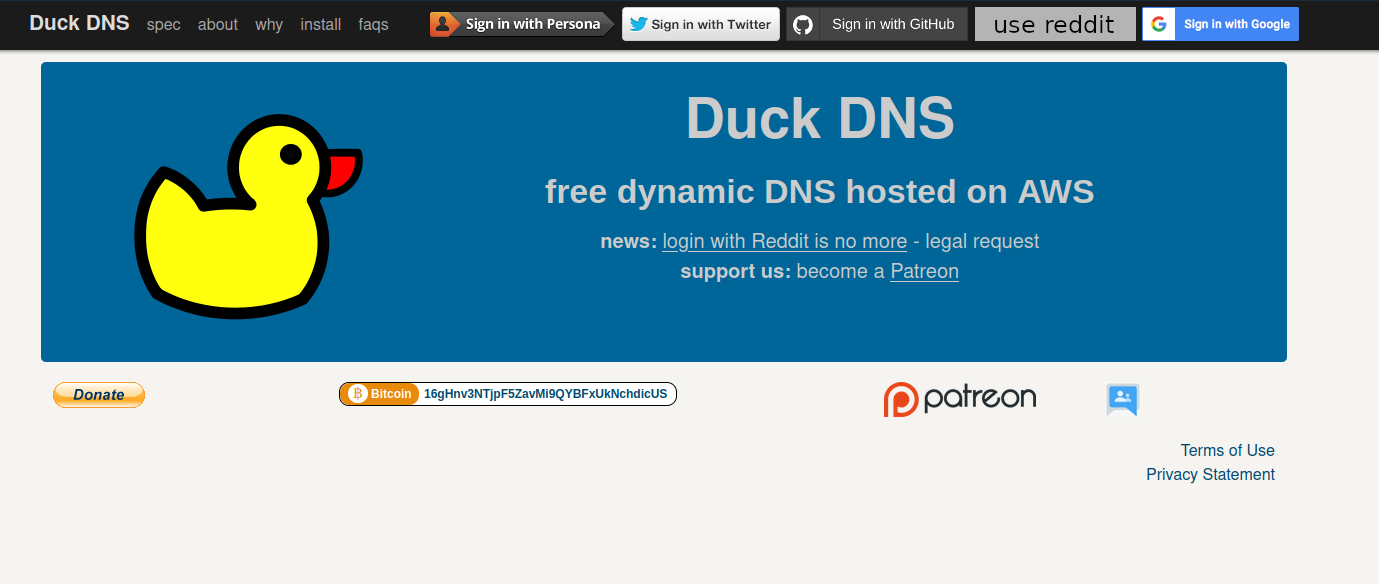 Duck DNS spec about why install faqs Sign in with Persona Sign in with Twitter Sign in with GitHub use reddit Sign in with Google
Duck DNS
free dynamic DNS hosted on AWS
news: login with Reddit is no more - legal request
support us: become a Patreon
Donate Bitcoin 16gHnv3NTjpF5ZavMi9QYBFxUkNchdicUS patreon
Terms of Use
Privacy Statement